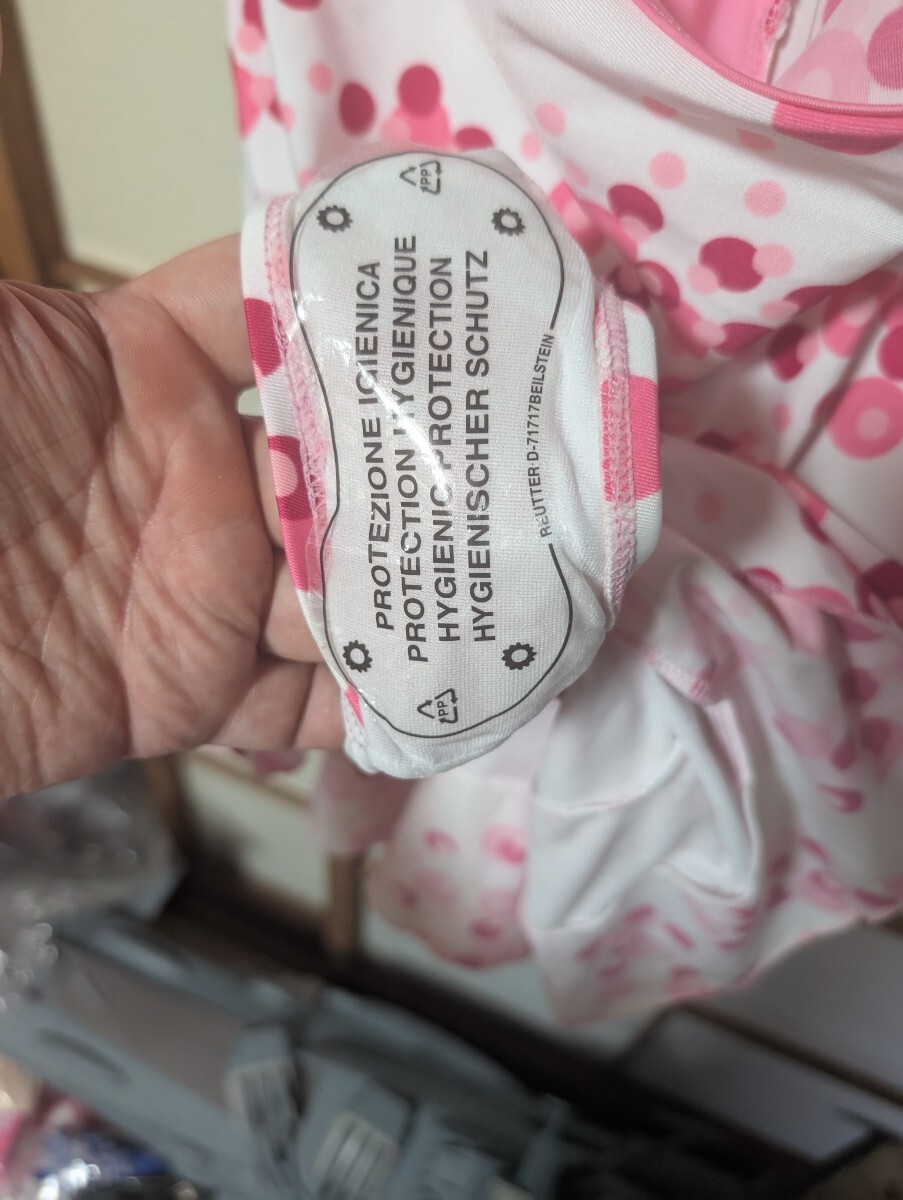 PP
PROTEZIONE IGIENICA
PROTECTION HYGIENIQUE
HYGIENIC PROTECTION
HYGIENISCHER SCHUTZ
REUTTER·D-71717BEILSTEIN
PP